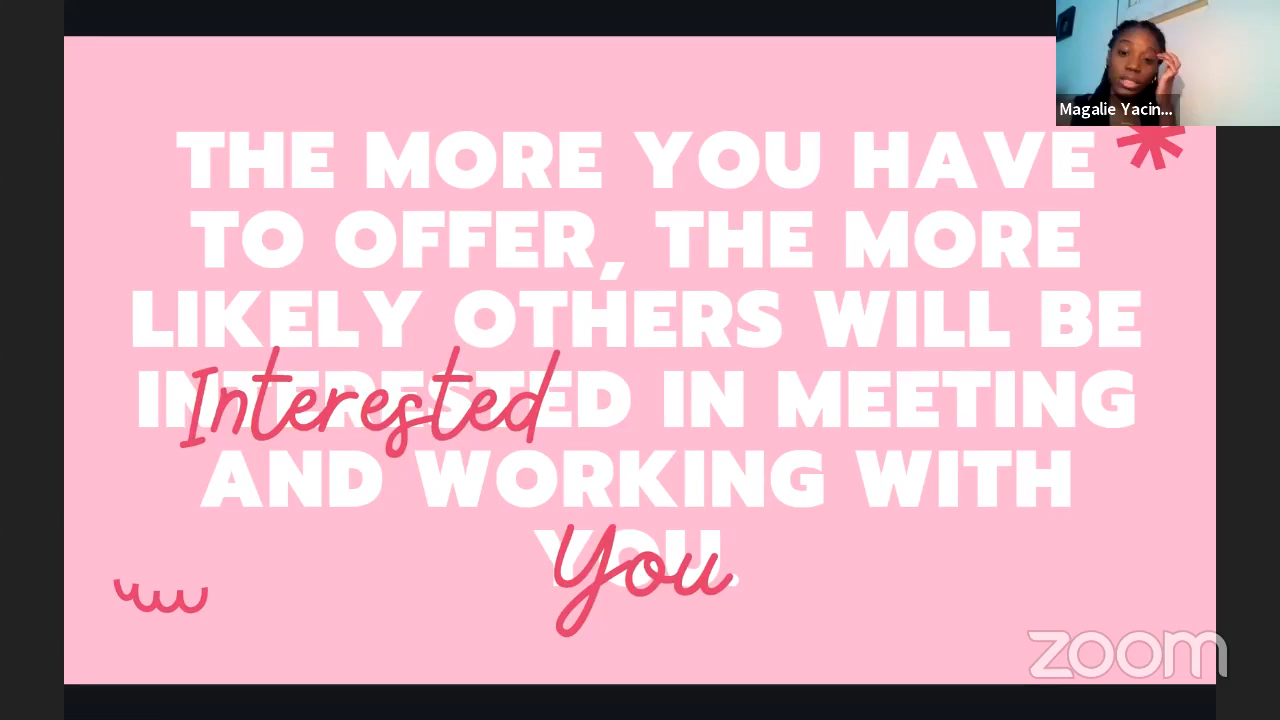 Magalie Yacin...
THE MORE YOU HAVE
TO OFFER, THE MORE
LIKELY OTHERS WILL BE
INTERESTED IN MEETING
Interested
AND WORKING WITH
YOU.
You
zoom